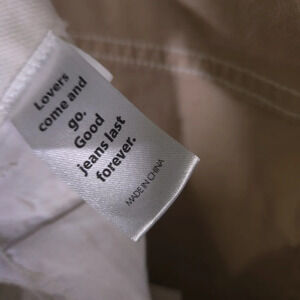 Lovers
come and
go.
Good
jeans last
forever.
MADE IN CHINA